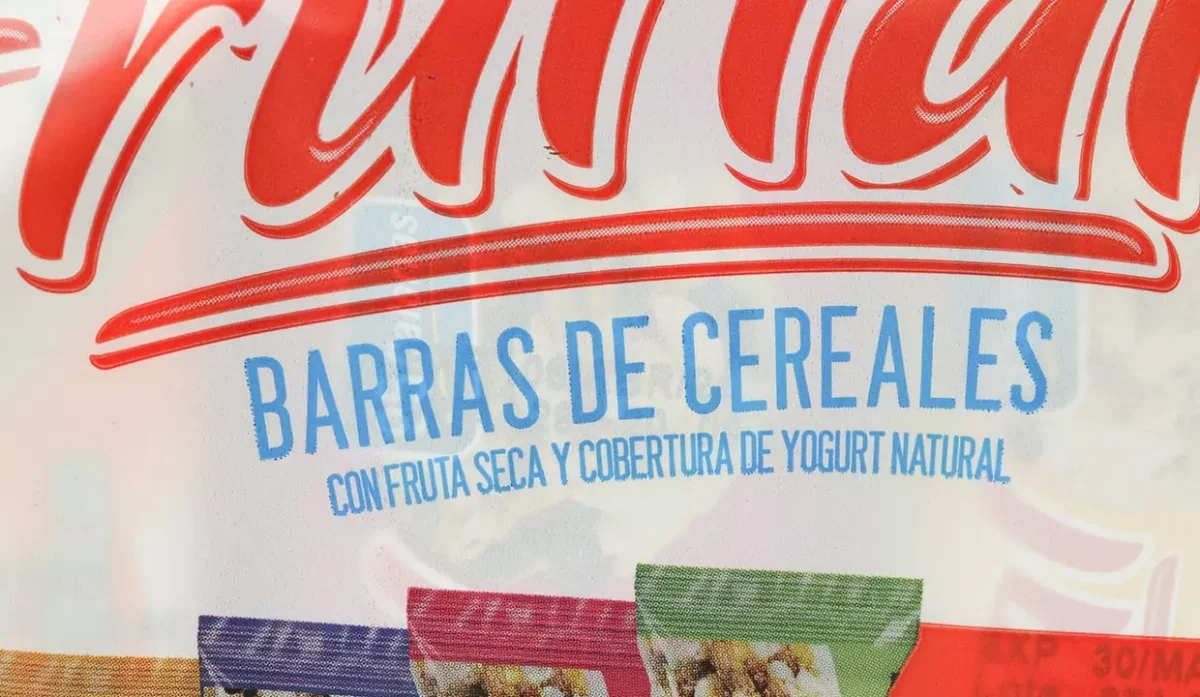 BARRAS DE CEREALES
CON FRUTA SECA Y COBERTURA DE YOGURT NATURAL
EXP 30/MA